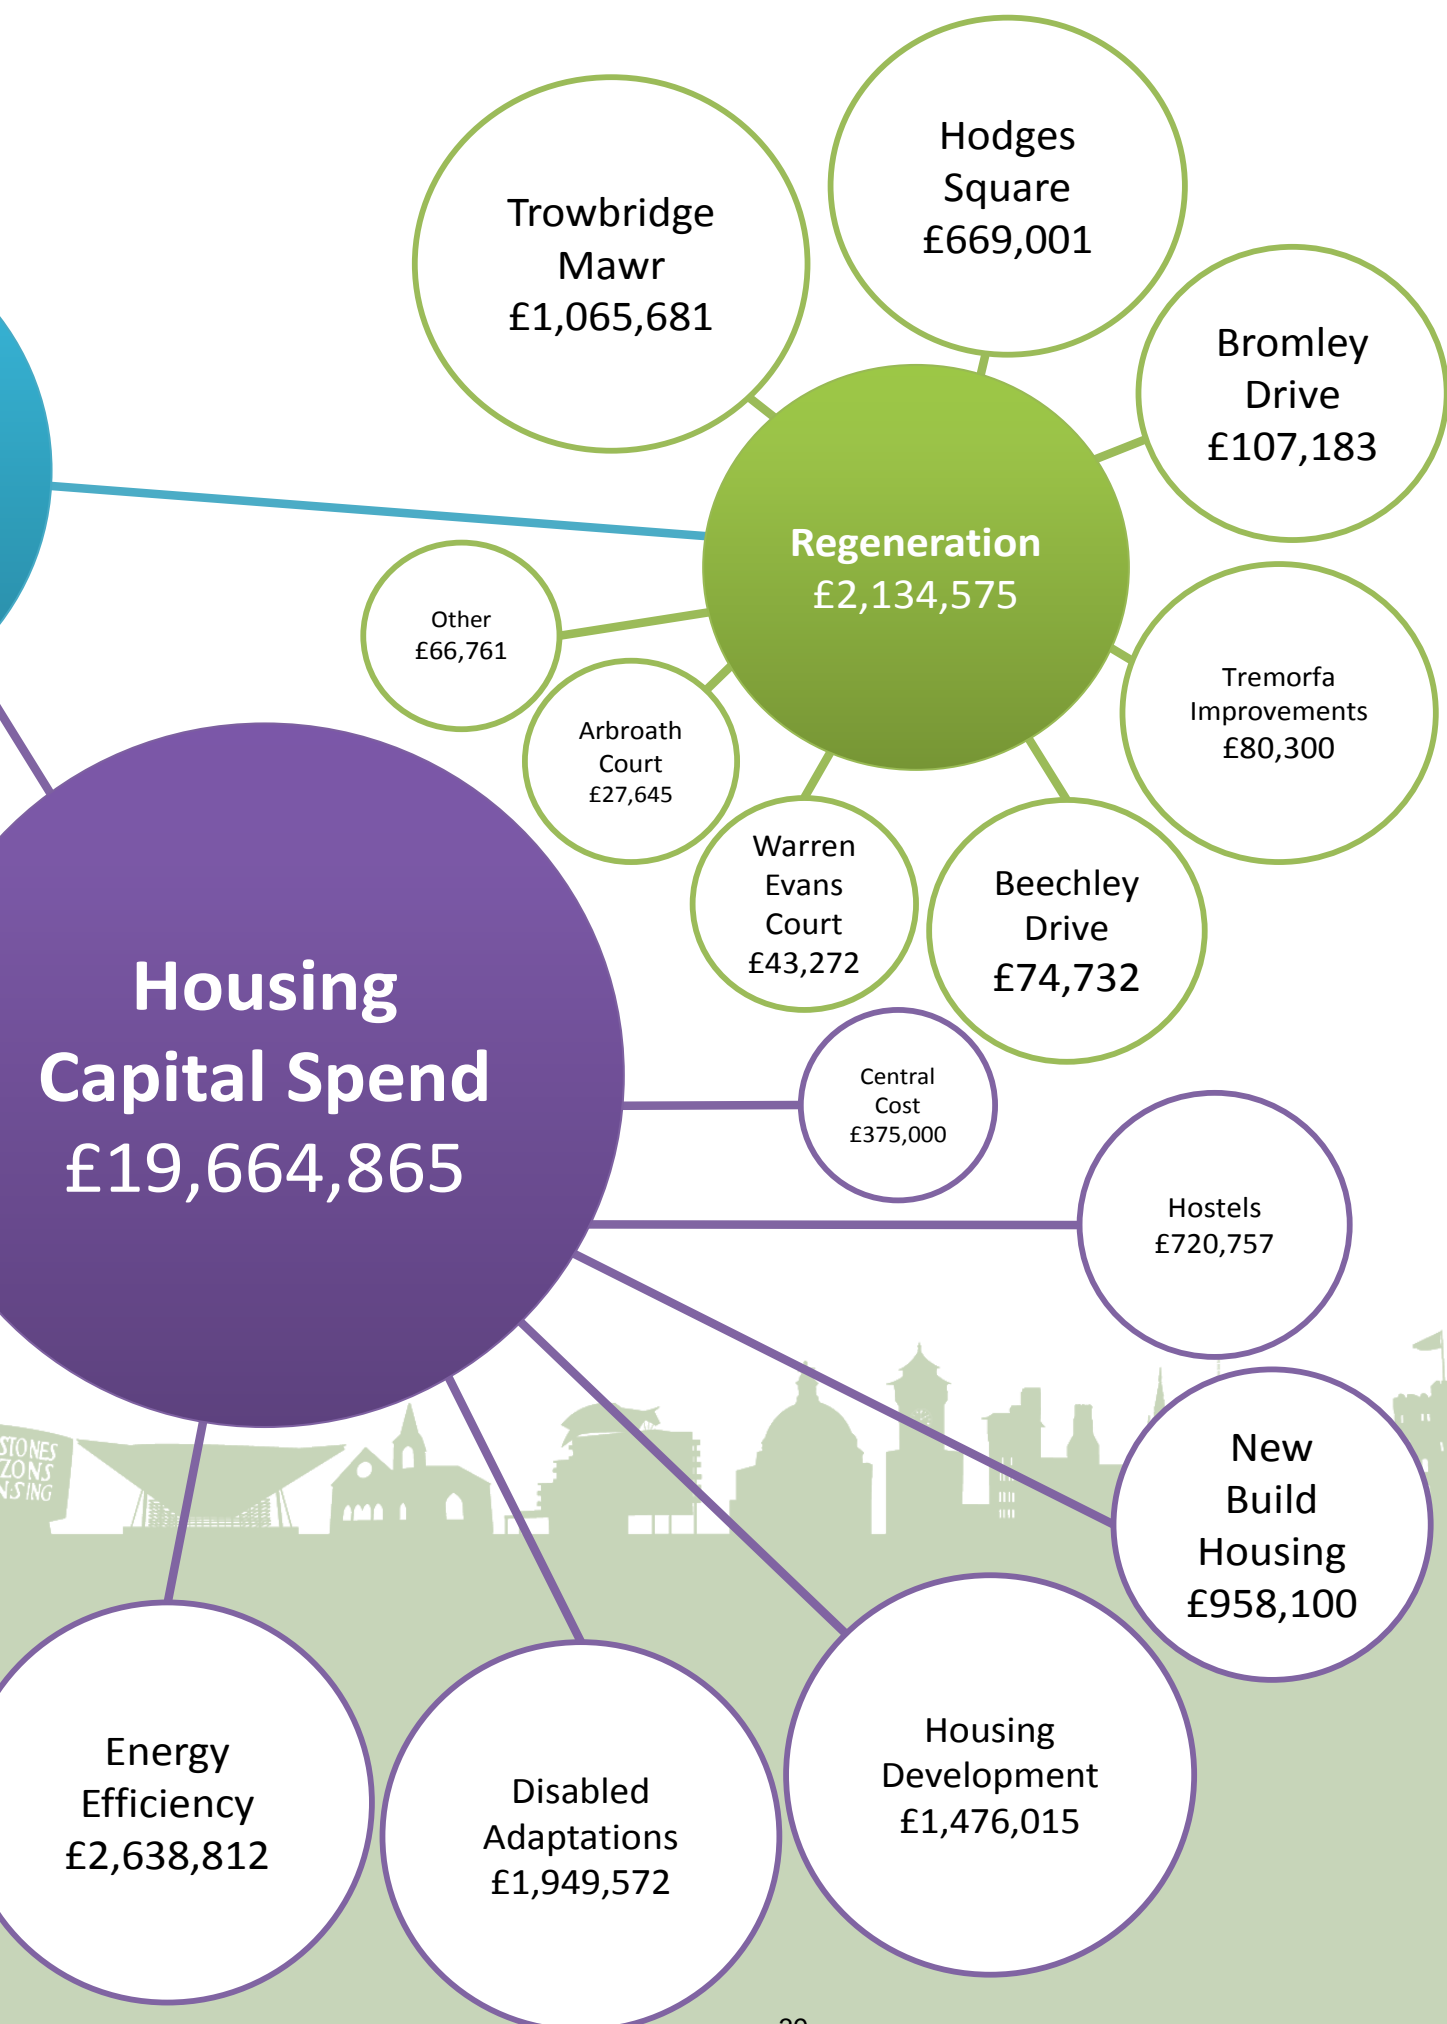 Hodges
Square
£669,001
Trowbridge
Mawr
£1,065,681
Bromley
Drive
£107,183
Regeneration
£2,134,575
Other
£66,761
Tremorfa
Improvements
£80,300
Arbroath
Court
£27,645
Warren
Evans
Court
£43,272
Beechley
Drive
£74,732
Housing
Capital Spend
£19,664,865
Central
Cost
£375,000
Hostels
£720,757
New
Build
Housing
£958,100
STONES
ZONS
Energy
Efficiency
£2,638,812
Disabled
Adaptations
£1,949,572
Housing
Development
£1,476,015